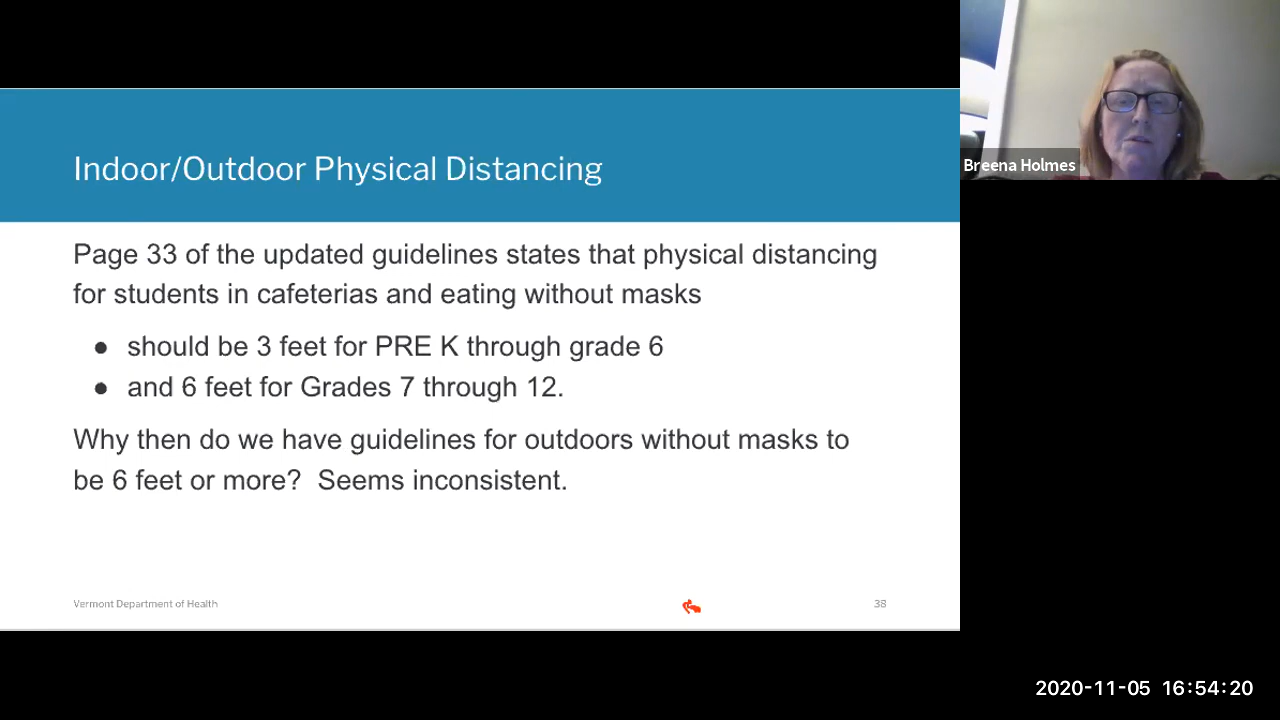 Indoor/Outdoor Physical Distancing
Breena Holmes
Page 33 of the updated guidelines states that physical distancing
for students in cafeterias and eating without masks
● should be 3 feet for PRE K through grade 6
● and 6 feet for Grades 7 through 12.
Why then do we have guidelines for outdoors without masks to
be 6 feet or more?  Seems inconsistent.
Vermont Department of Health
38
2020-11-05 16:54:20